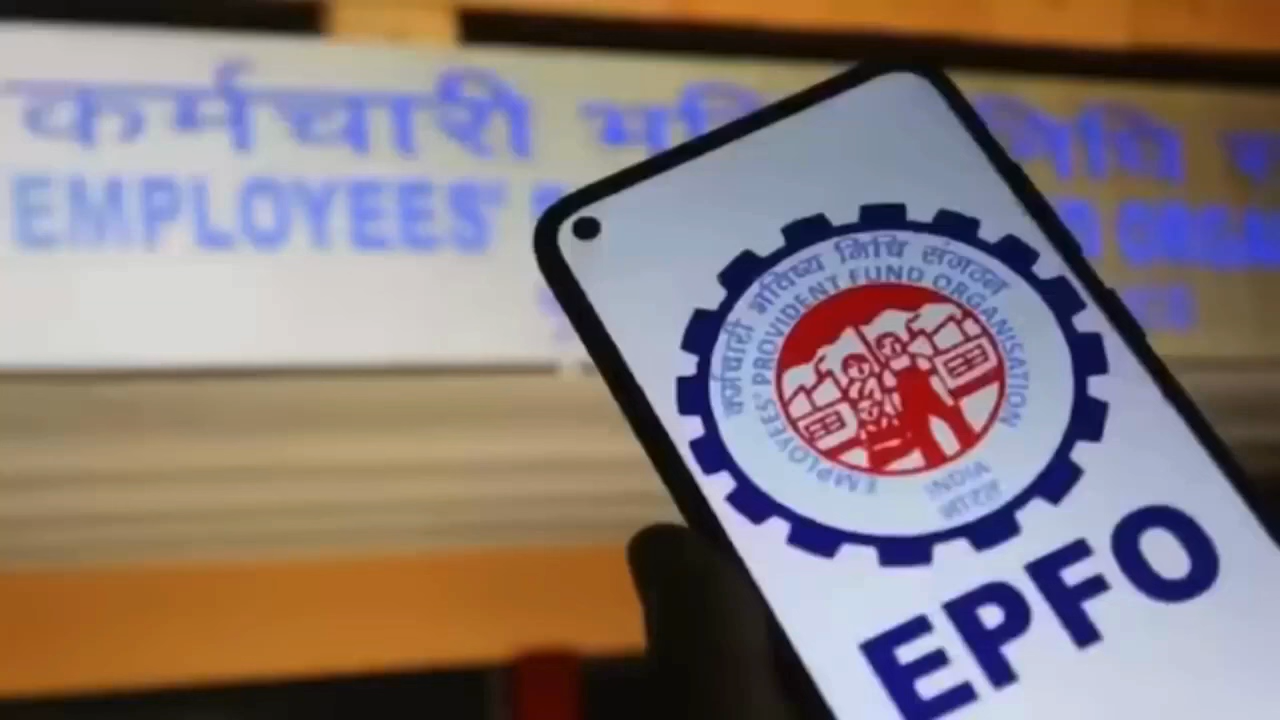 कर्मचारी
EMPLOYEES'
कर्मचारी भविष्य निधि संगठन
EMPLOYEES' PROVIDENT FUND ORGANISATION
INDIA
भारत
EPFO